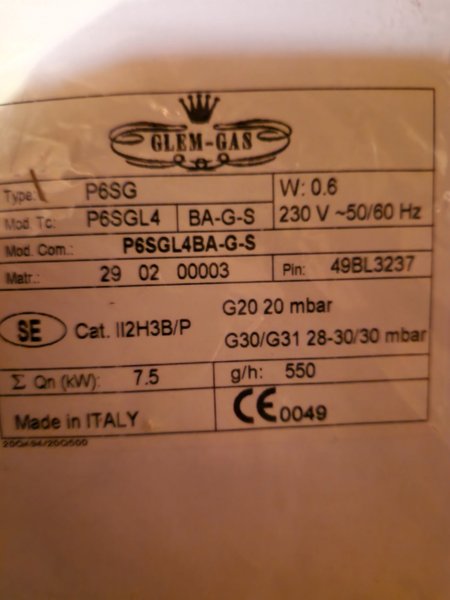 GLEM-GAS
Type: P6SG W: 0.6
Mod. Tc: P6SGL4 BA-G-S 230 V ~50/60 Hz
Mod. Com.: P6SGL4BA-G-S
Matr.: 29 02 00003 Pin: 49BL3237
SE Cat. II2H3B/P G20 20 mbar
G30/G31 28-30/30 mbar
Σ Qn (kW): 7.5 g/h: 550
Made in ITALY CE 0049